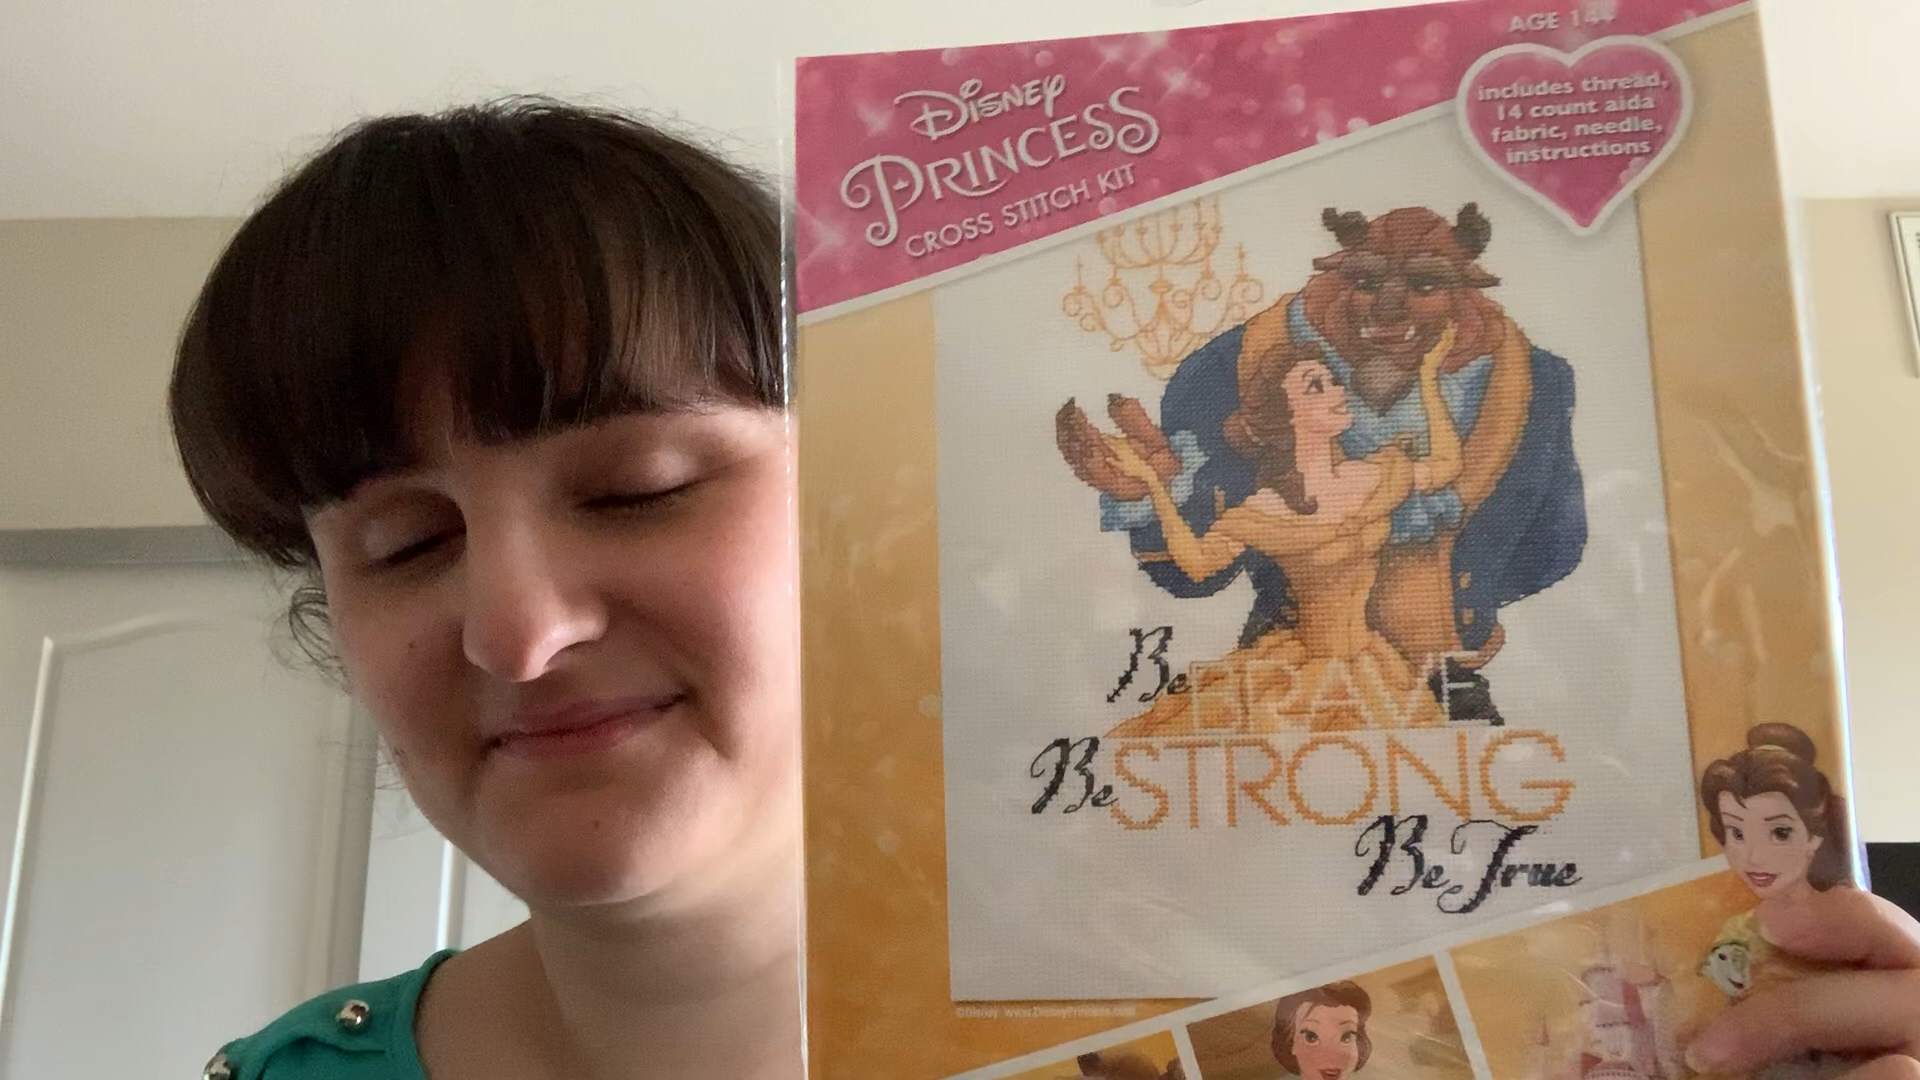 AGE 14+
DISNEY
PRINCESS
CROSS STITCH KIT
includes thread,
14 count aida
fabric, needle,
instructions
Be BRAVE
Be STRONG
Be True
©Disney www.DisneyPrincess.com